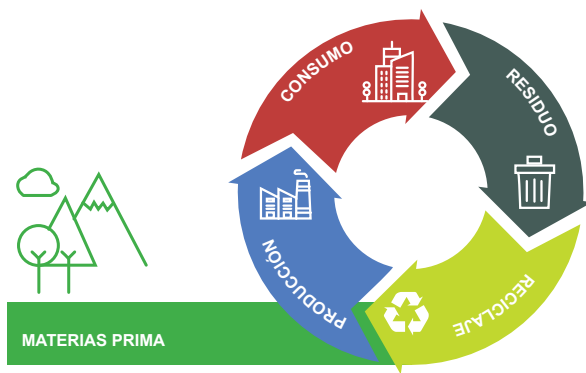 CONSUMO
RESIDUO
RECICLAJE
PRODUCCIÓN
MATERIAS PRIMA